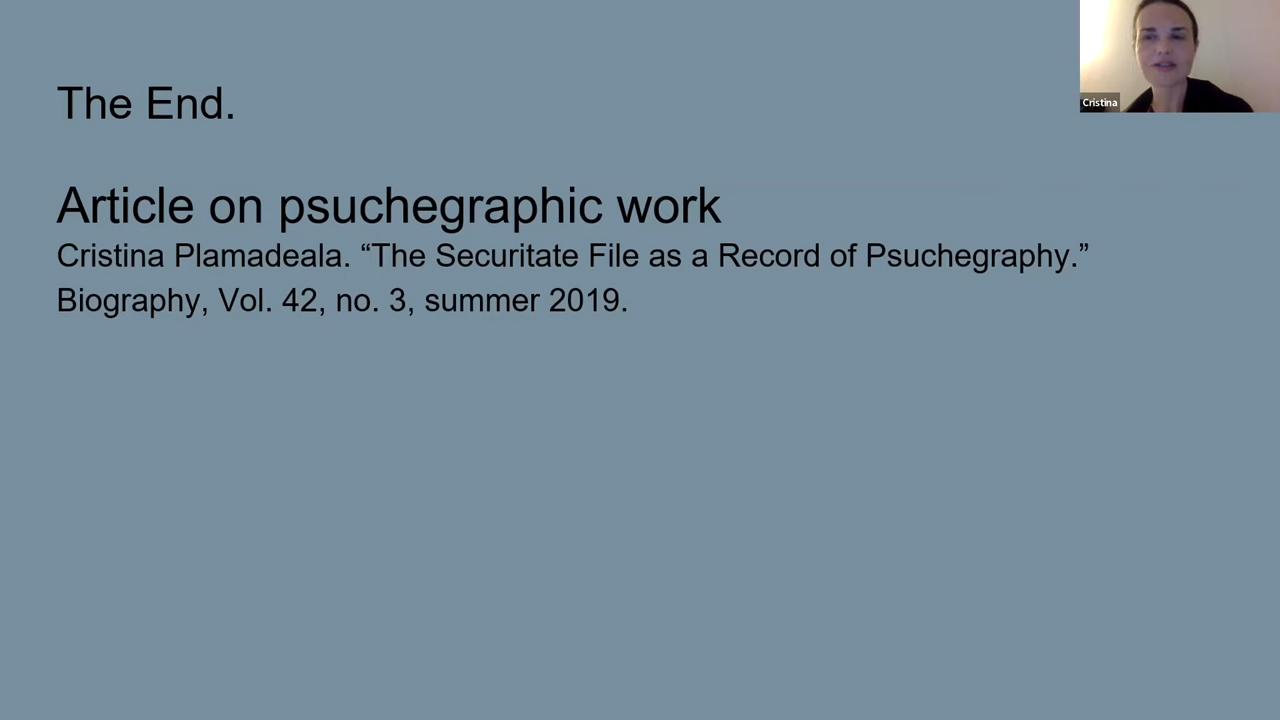 The End.
Cristina
Article on psuchegraphic work
Cristina Plamadeala. “The Securitate File as a Record of Psuchegraphy.”
Biography, Vol. 42, no. 3, summer 2019.